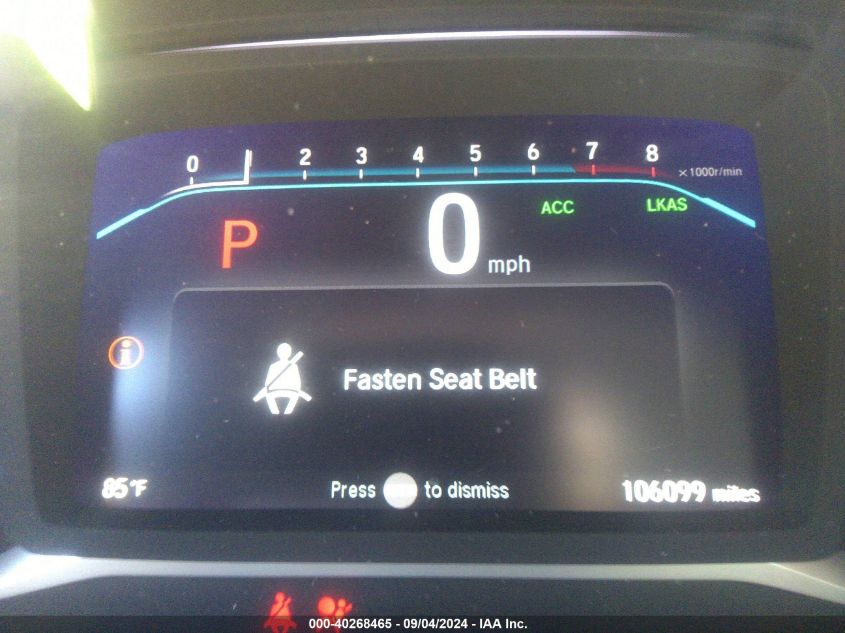 0 2 3 4 5 6 7 8 ×1000r/min
P 0 mph ACC LKAS
i
Fasten Seat Belt
85°F Press to dismiss 106099 miles
000-40268465 - 09/04/2024 - IAA Inc.